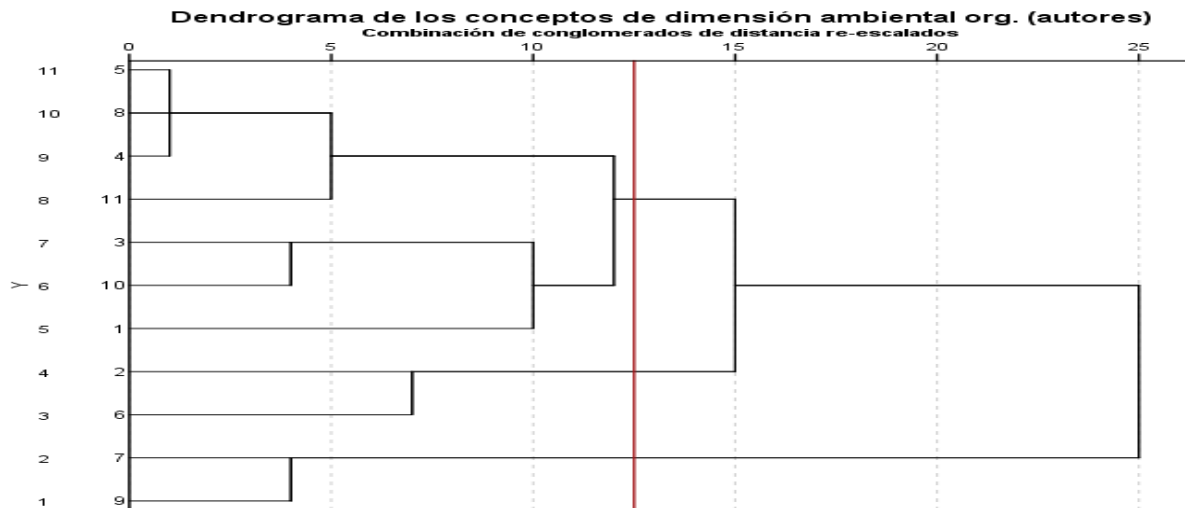 Dendrograma de los conceptos de dimensión ambiental org. (autores)
Combinación de conglomerados de distancia re-escalados
0 5 10 15 20 25
11 5
10 8
9 4
8 11
7 3
Y 6 10
5 1
4 2
3 6
2 7
1 9